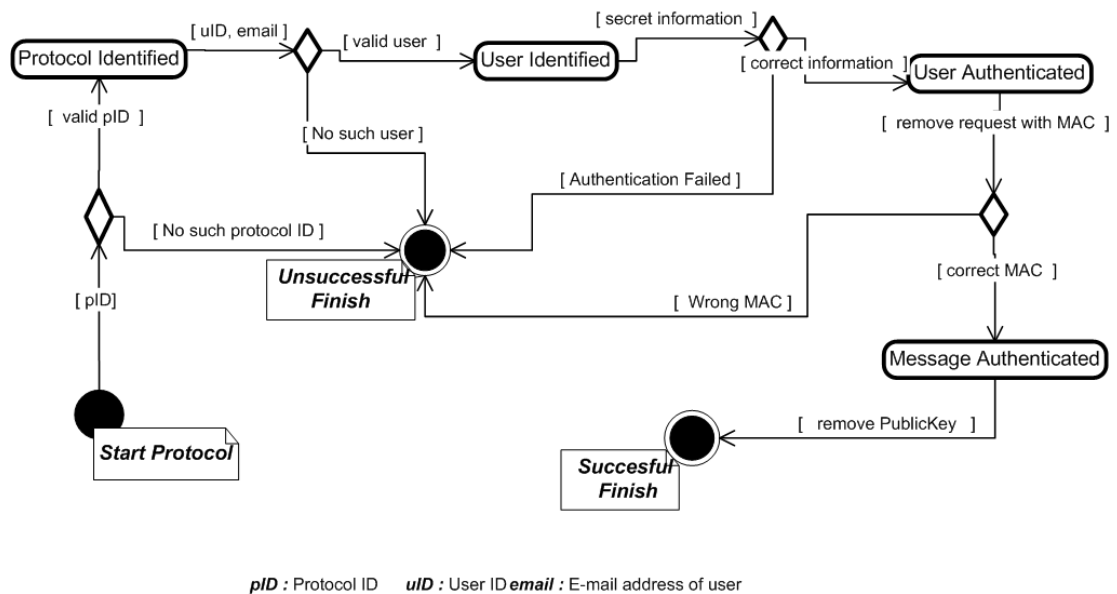 [ uID, email ]
[ valid user ]
[ secret information ]
Protocol Identified
User Identified
[ correct information ]
User Authenticated
[ valid pID ]
[ No such user ]
[ remove request with MAC ]
[ Authentication Failed ]
[ No such protocol ID ]
Unsuccessful
Finish
[ correct MAC ]
[ pID]
[ Wrong MAC ]
Message Authenticated
Start Protocol
[ remove PublicKey ]
Succesful
Finish
pID : Protocol ID uID : User ID email : E-mail address of user